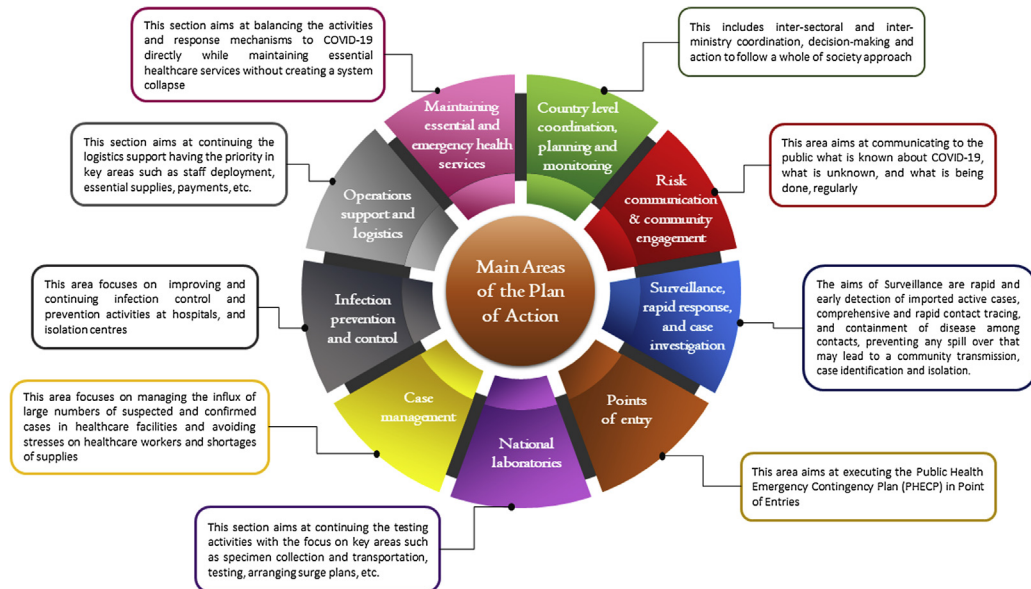 This section aims at balancing the activities
and response mechanisms to COVID-19
directly while maintaining essential
healthcare services without creating a system
collapse
This includes inter-sectoral and inter-
ministry coordination, decision-making and
action to follow a whole of society approach
Maintaining
essential and
emergency health
services
Country level
coordination,
planning and
monitoring
This section aims at continuing the
logistics support having the priority in
key areas such as staff deployment,
essential supplies, payments, etc.
This area aims at communicating to the
public what is known about COVID-19,
what is unknown, and what is being
done, regularly
Operations
support and
logistics
Risk
communication
& community
engagement
Main Areas
of the Plan
of Action
This area focuses on improving and
continuing infection control and
prevention activities at hospitals, and
isolation centres
Infection
prevention
and control
Surveillance,
rapid response,
and case
investigation
The aims of Surveillance are rapid and
early detection of imported active cases,
comprehensive and rapid contact tracing,
and containment of disease among
contacts, preventing any spill over that
may lead to a community transmission,
case identification and isolation.
This area focuses on managing the influx of
large numbers of suspected and confirmed
cases in healthcare facilities and avoiding
stresses on healthcare workers and shortages
of supplies
Case
management
Points
of entry
National
laboratories
This area aims at executing the Public Health
Emergency Contingency Plan (PHECP) in Point
of Entries
This section aims at continuing the testing
activities with the focus on key areas such
as specimen collection and transportation,
testing, arranging surge plans, etc.